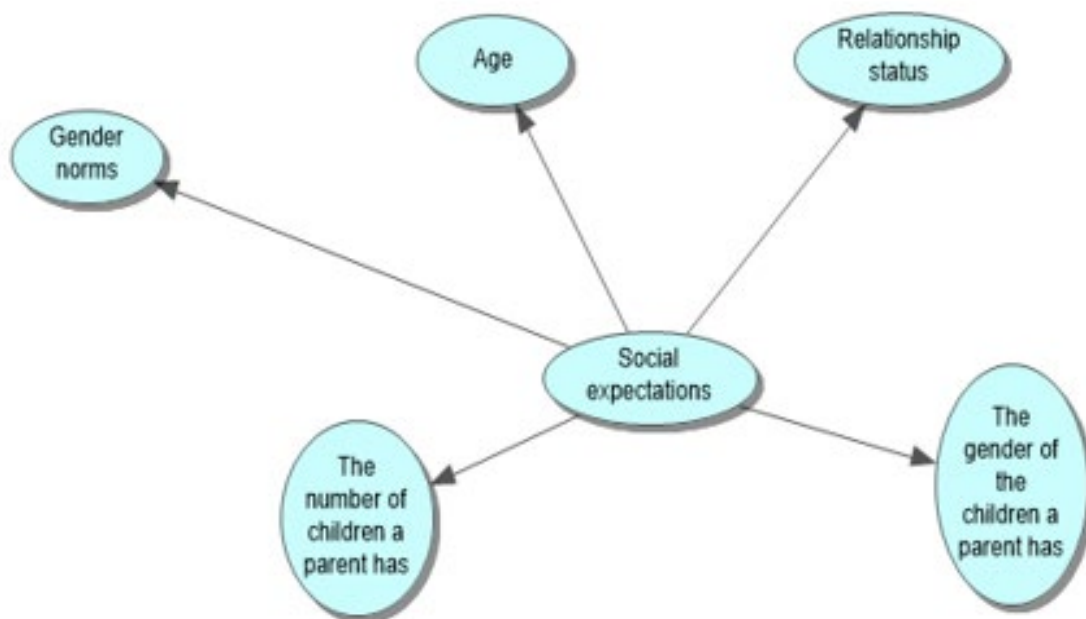 Age
Relationship
status
Gender
norms
Social
expectations
The
number of
children a
parent has
The
gender of
the
children a
parent has